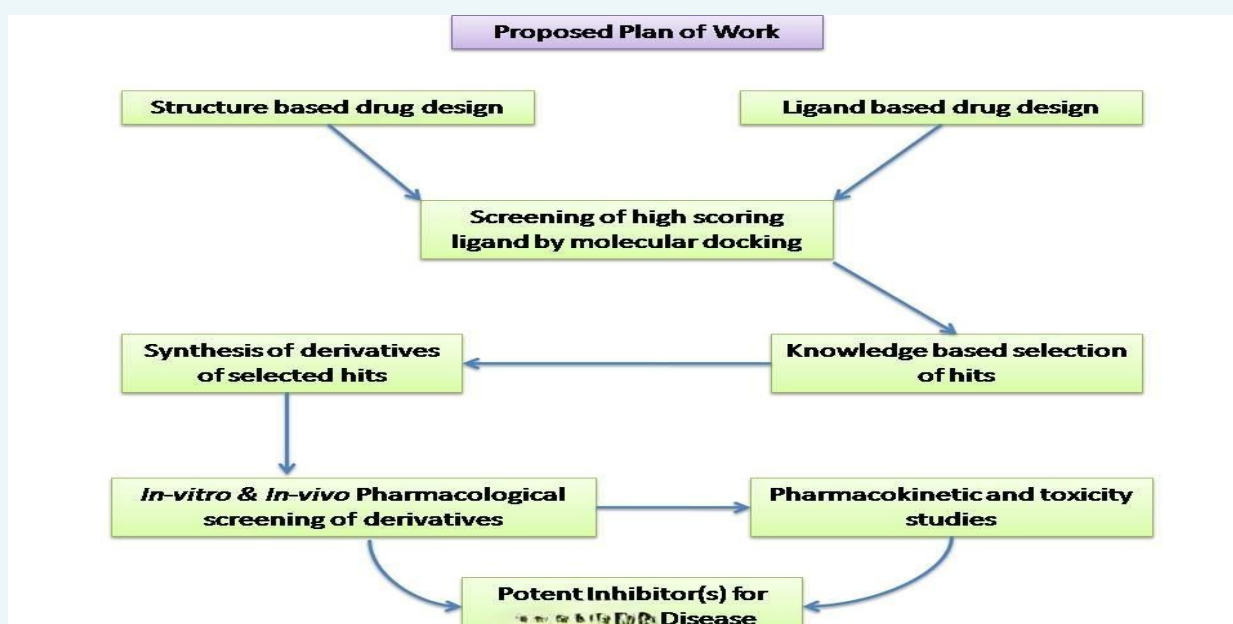 Proposed Plan of Work
Structure based drug design
Ligand based drug design
Screening of high scoring
ligand by molecular docking
Synthesis of derivatives
of selected hits
Knowledge based selection
of hits
In-vitro & In-vivo Pharmacological
screening of derivatives
Pharmacokinetic and toxicity
studies
Potent Inhibitor(s) for
Disease